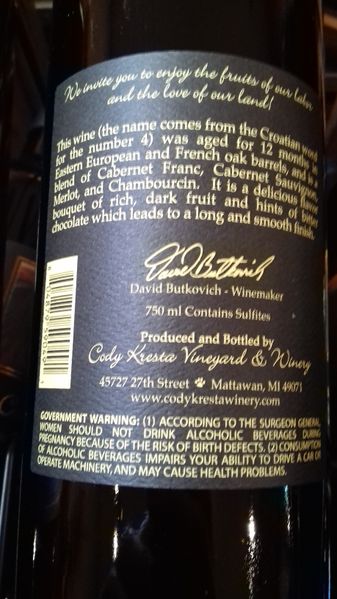 We invite you to enjoy the fruits of our labor
and the love of our land!
This wine (the name comes from the Croatian word
for the number 4) was aged for 12 months in
Eastern European and French oak barrels, and is a
blend of Cabernet Franc, Cabernet Sauvignon,
Merlot, and Chambourcin. It is a delicious
bouquet of rich, dark fruit and hints of bitter
chocolate which leads to a long and smooth finish.
David Butkovich
David Butkovich - Winemaker
750 ml Contains Sulfites
Produced and Bottled by
Cody Kresta Vineyard & Winery
45727 27th Street Mattawan, MI 49071
www.codykrestawinery.com
GOVERNMENT WARNING: (1) ACCORDING TO THE SURGEON GENERAL,
WOMEN SHOULD NOT DRINK ALCOHOLIC BEVERAGES DURING
PREGNANCY BECAUSE OF THE RISK OF BIRTH DEFECTS. (2) CONSUMPTION
OF ALCOHOLIC BEVERAGES IMPAIRS YOUR ABILITY TO DRIVE A CAR OR
OPERATE MACHINERY, AND MAY CAUSE HEALTH PROBLEMS.